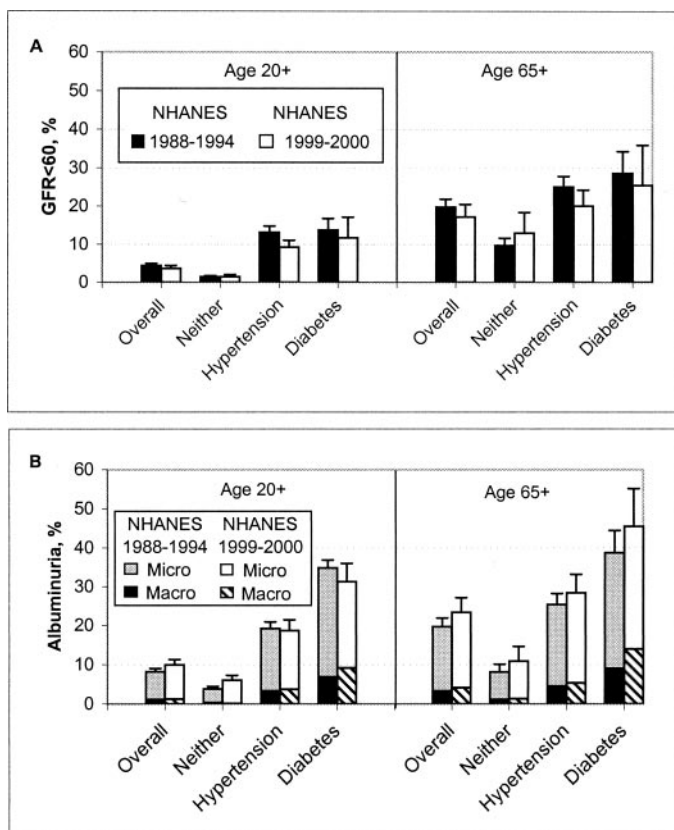 A
Age 20+ Age 65+
NHANES NHANES
1988-1994 1999-2000
GFR<60, %
60
50
40
30
20
10
0
Overall Neither Hypertension Diabetes Overall Neither Hypertension Diabetes
B
Age 20+ Age 65+
NHANES NHANES
1988-1994 1999-2000
Micro Micro
Macro Macro
Albuminuria, %
60
50
40
30
20
10
0
Overall Neither Hypertension Diabetes Overall Neither Hypertension Diabetes